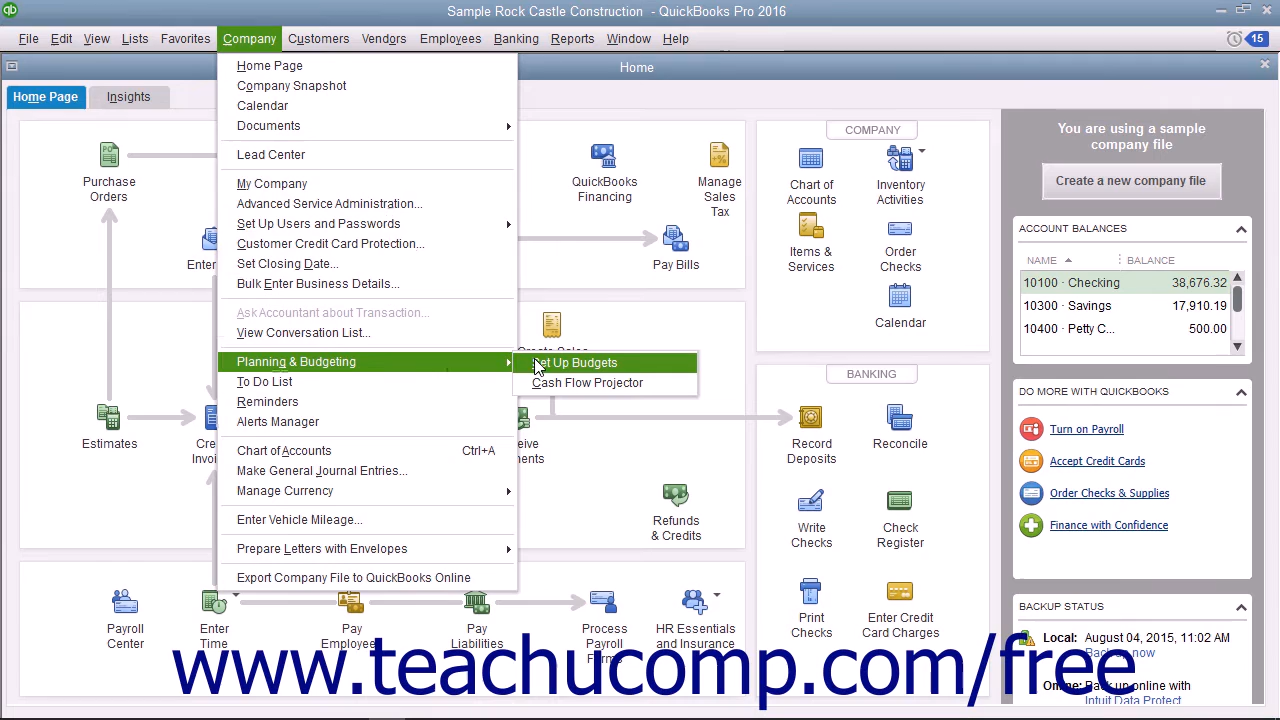 Sample Rock Castle Construction - QuickBooks Pro 2016
File Edit View Lists Favorites Company Customers Vendors Employees Banking Reports Window Help
15
Home
Home Page
Insights
Home Page
Company Snapshot
Calendar
Documents
Lead Center
My Company
Advanced Service Administration...
Set Up Users and Passwords
Customer Credit Card Protection...
Set Closing Date...
Bulk Enter Business Details...
Ask Accountant about Transaction...
View Conversation List...
Planning & Budgeting
To Do List
Reminders
Alerts Manager
Chart of Accounts Ctrl+A
Make General Journal Entries...
Manage Currency
Enter Vehicle Mileage...
Prepare Letters with Envelopes
Export Company File to QuickBooks Online
Set Up Budgets
Cash Flow Projector
Purchase
Orders
QuickBooks
Financing
Manage
Sales
Tax
Pay Bills
Estimates
Refunds
& Credits
Payroll
Center
Enter
Time
Pay
Employee
Pay
Liabilities
Process
Payroll
Forms
HR Essentials
and Insurance
COMPANY
Chart of
Accounts
Inventory
Activities
Items &
Services
Order
Checks
Calendar
BANKING
Record
Deposits
Reconcile
Write
Checks
Check
Register
Print
Checks
Enter Credit
Card Charges
You are using a sample
company file
Create a new company file
ACCOUNT BALANCES
NAME BALANCE
10100 · Checking 38,676.32
10300 · Savings 17,910.19
10400 · Petty C... 500.00
DO MORE WITH QUICKBOOKS
Turn on Payroll
Accept Credit Cards
Order Checks & Supplies
Finance with Confidence
BACKUP STATUS
Local: August 04, 2015, 11:02 AM
Back up now
Online: Back up online with
Intuit Data Protect
www.teachucomp.com/free